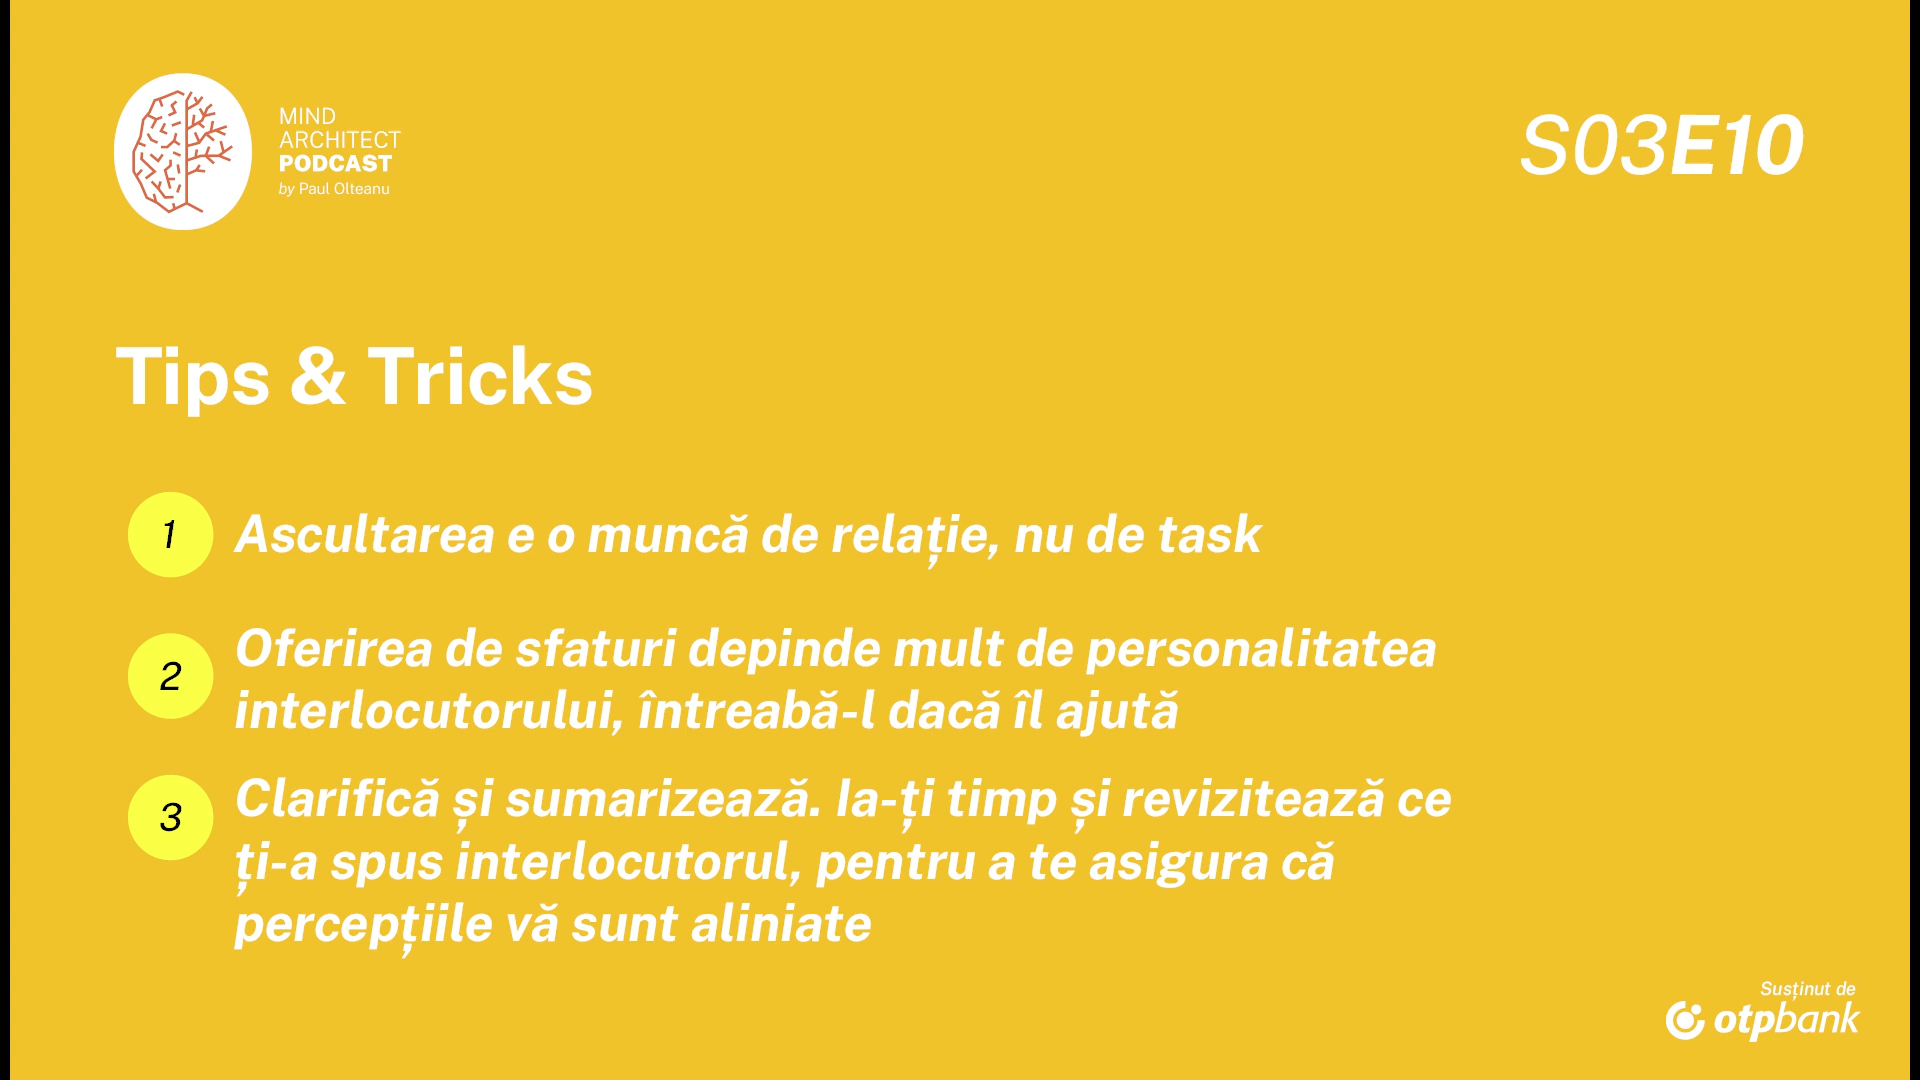 MIND
ARCHITECT
PODCAST
by Paul Olteanu
S03E10
Tips & Tricks
1
Ascultarea e o muncă de relație, nu de task
2
Oferirea de sfaturi depinde mult de personalitatea
interlocutorului, întreabă-l dacă îl ajută
3
Clarifică și sumarizează. Ia-ți timp și revizitează ce
ți-a spus interlocutorul, pentru a te asigura că
percepțiile vă sunt aliniate
Susținut de
otpbank